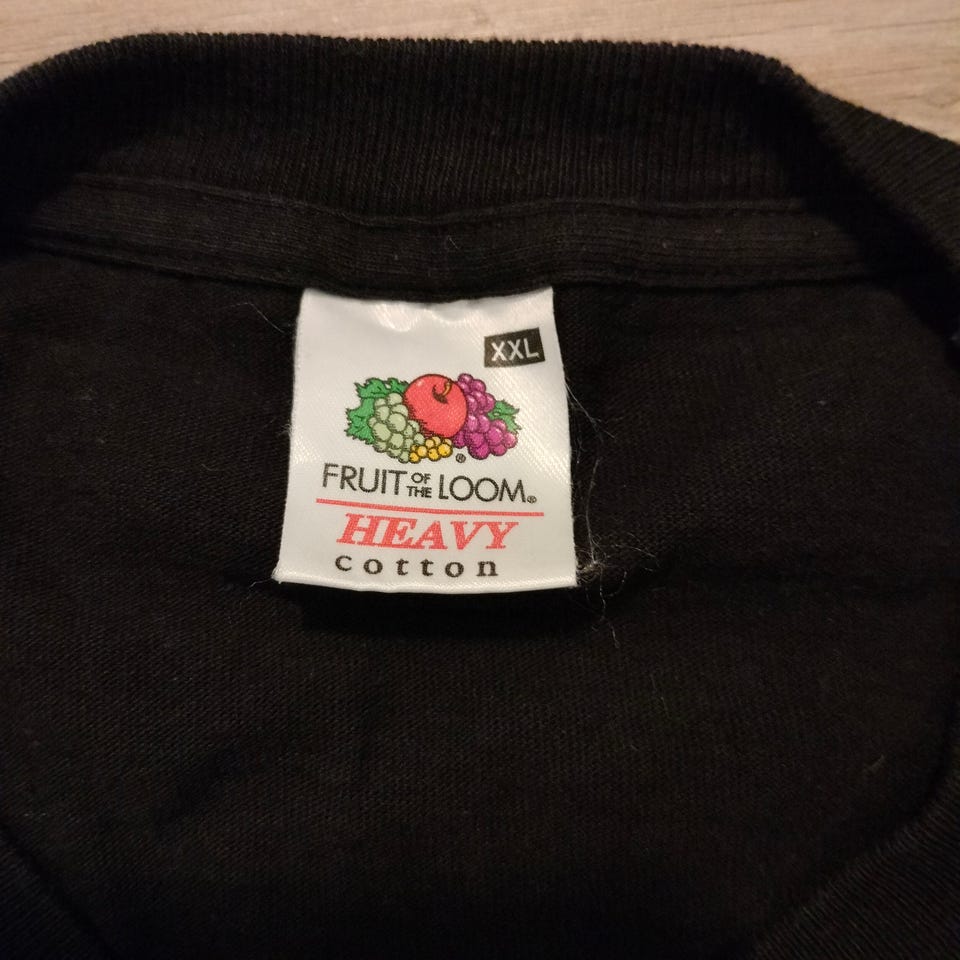 XXL
FRUIT OF THE LOOM®
HEAVY
cotton